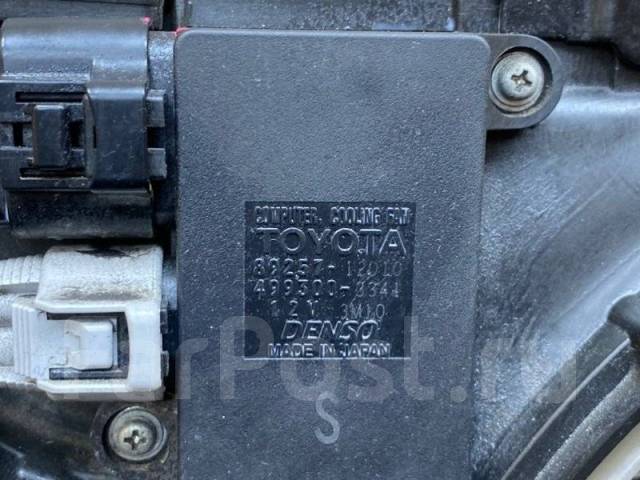 COMPUTER, COOLING FAN
TOYOTA
89257-12010
499300-3341
12V 3M10
DENSO
MADE IN JAPAN
S